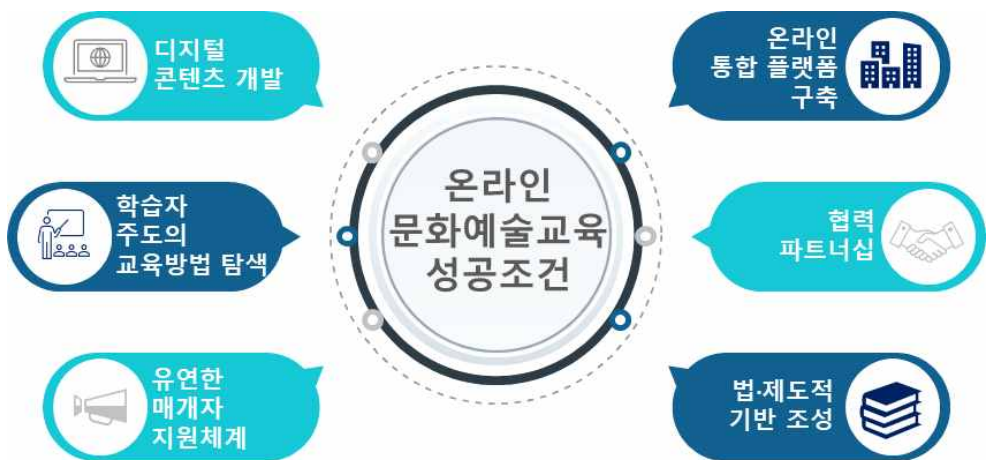 디지털
콘텐츠 개발
학습자
주도의
교육방법 탐색
유연한
매개자
지원체계
온라인
문화예술교육
성공조건
온라인
통합 플랫폼
구축
협력
파트너십
법·제도적
기반 조성